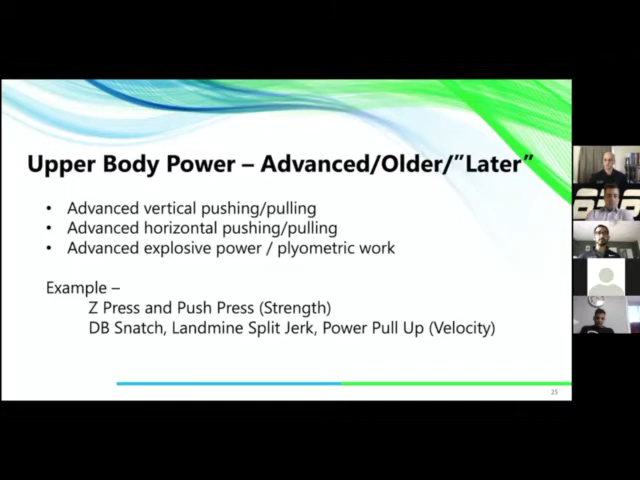 Upper Body Power – Advanced/Older/”Later”
• Advanced vertical pushing/pulling
• Advanced horizontal pushing/pulling
• Advanced explosive power / plyometric work
Example –
Z Press and Push Press (Strength)
DB Snatch, Landmine Split Jerk, Power Pull Up (Velocity)
25